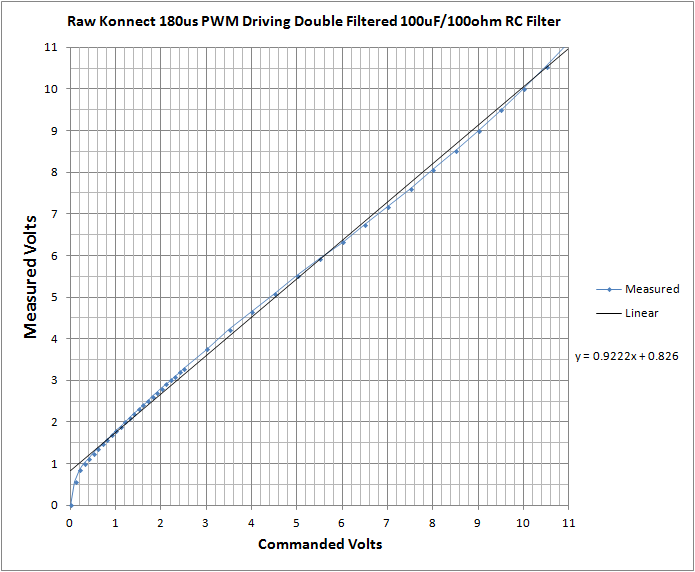 Raw Konnect 180us PWM Driving Double Filtered 100uF/100ohm RC Filter
11
10
9
8
7
6
5
4
3
2
1
0
Measured Volts
0 1 2 3 4 5 6 7 8 9 10 11
Commanded Volts
Measured
Linear
y = 0.9222x + 0.826